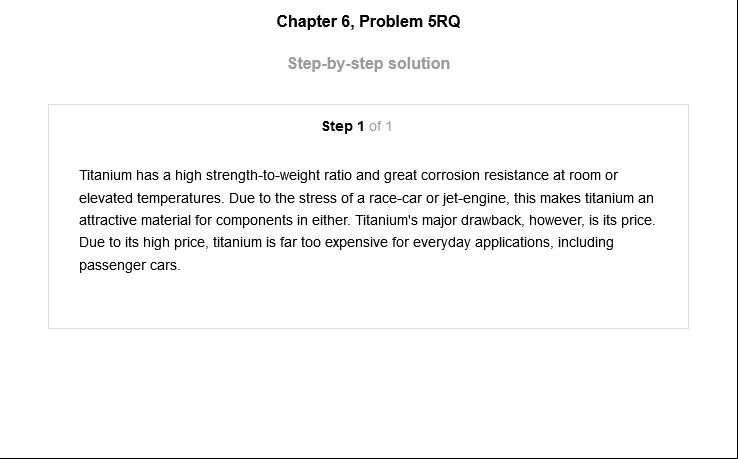 Chapter 6, Problem 5RQ
Step-by-step solution
Step 1 of 1
Titanium has a high strength-to-weight ratio and great corrosion resistance at room or
elevated temperatures. Due to the stress of a race-car or jet-engine, this makes titanium an
attractive material for components in either. Titanium's major drawback, however, is its price.
Due to its high price, titanium is far too expensive for everyday applications, including
passenger cars.